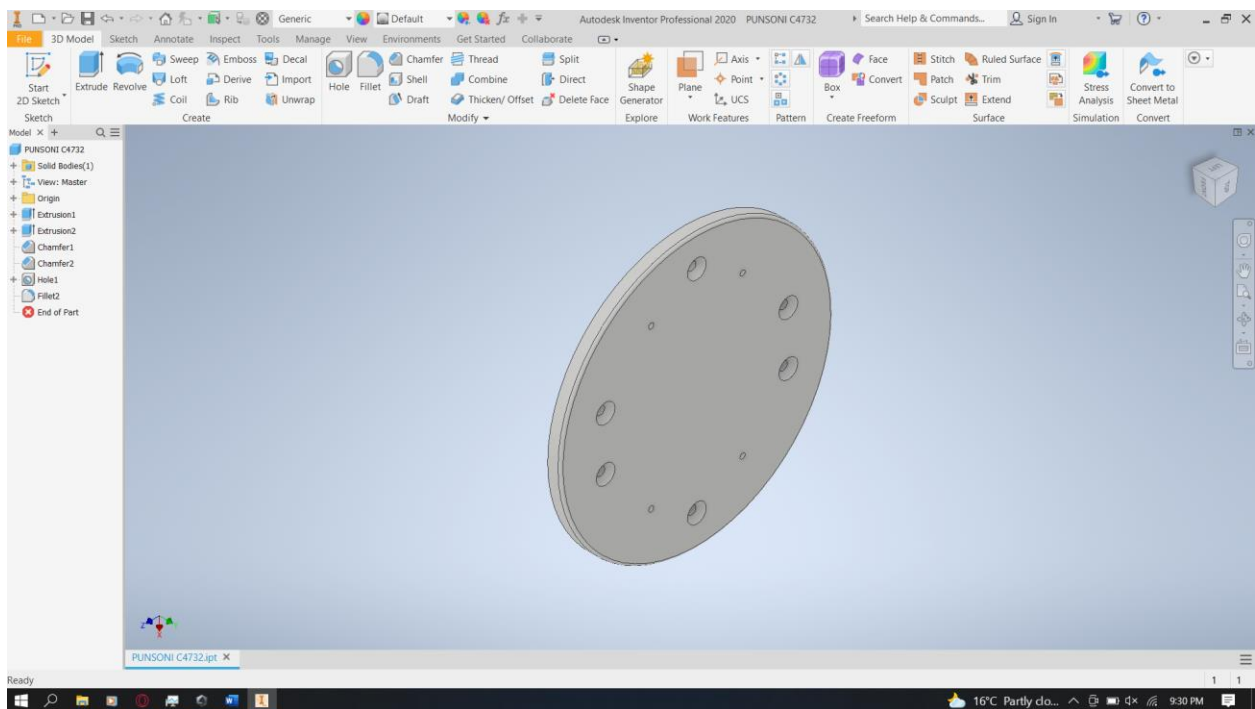 Generic
Default
Autodesk Inventor Professional 2020 PUNSONI C4732
Search Help & Commands...
Sign In
File 3D Model Sketch Annotate Inspect Tools Manage View Environments Get Started Collaborate
Start
2D Sketch
Extrude Revolve
Sweep Emboss Decal
Loft Derive Import
Coil Rib Unwrap
Hole Fillet
Chamfer Thread Split
Shell Combine Direct
Draft Thicken/ Offset Delete Face
Shape
Generator
Plane
Axis
Point
UCS
Box
Face
Convert
Stitch Ruled Surface
Patch Trim
Sculpt Extend
Stress
Analysis
Convert to
Sheet Metal
Sketch Create Modify Explore Work Features Pattern Create Freeform Surface Simulation Convert
Model × +
PUNSONI C4732
Solid Bodies(1)
View: Master
Origin
Extrusion1
Extrusion2
Chamfer1
Chamfer2
Hole1
Fillet2
End of Part
PUNSONI C4732.ipt ×
Ready 1 1
16°C Partly clo... 9:30 PM